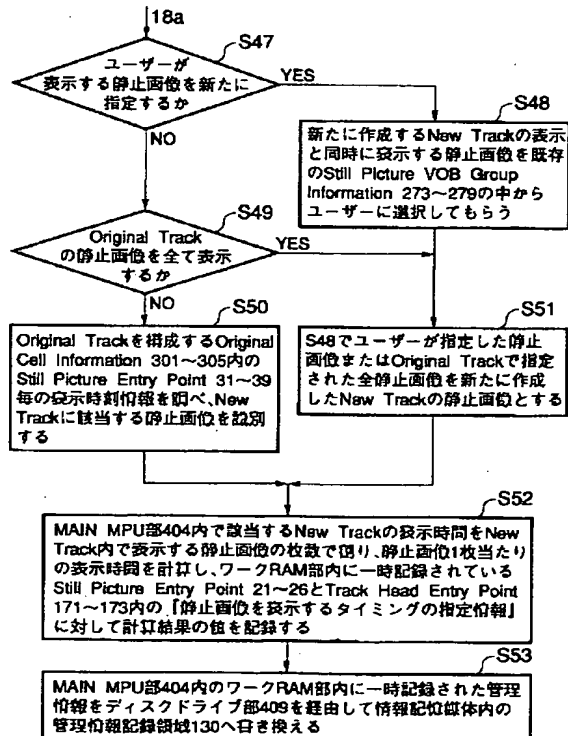 18a
S47
ユーザーが
表示する静止画像を新たに
指定するか
YES
NO
S48
新たに作成するNew Trackの表示
と同時に表示する静止画像を既存
のStill Picture VOB Group
Information 273〜279の中から
ユーザーに選択してもらう
S49
Original Track
の静止画像を全て表示
するか
YES
NO
S50
Original Trackを構成するOriginal
Cell Information 301〜305内の
Still Picture Entry Point 31〜39
毎の表示時刻情報を調べ、New
Trackに該当する静止画像を識別
する
S51
S48でユーザーが指定した静止
画像またはOriginal Trackで指定
された全静止画像を新たに作成
したNew Trackの静止画像とする
S52
MAIN MPU部404内で該当するNew Trackの表示時間をNew
Track内で表示する静止画像の枚数で割り、静止画像1枚当たり
の表示時間を計算し、ワークRAM部内に一時記録されている
Still Picture Entry Point 21〜26とTrack Head Entry Point
171〜173内の『静止画像を表示するタイミングの指定情報』
に対して計算結果の値を記録する
S53
MAIN MPU部404内のワークRAM部内に一時記録された管理
情報をディスクドライブ部409を経由して情報記憶媒体内の
管理情報記録領域130へ書き換える